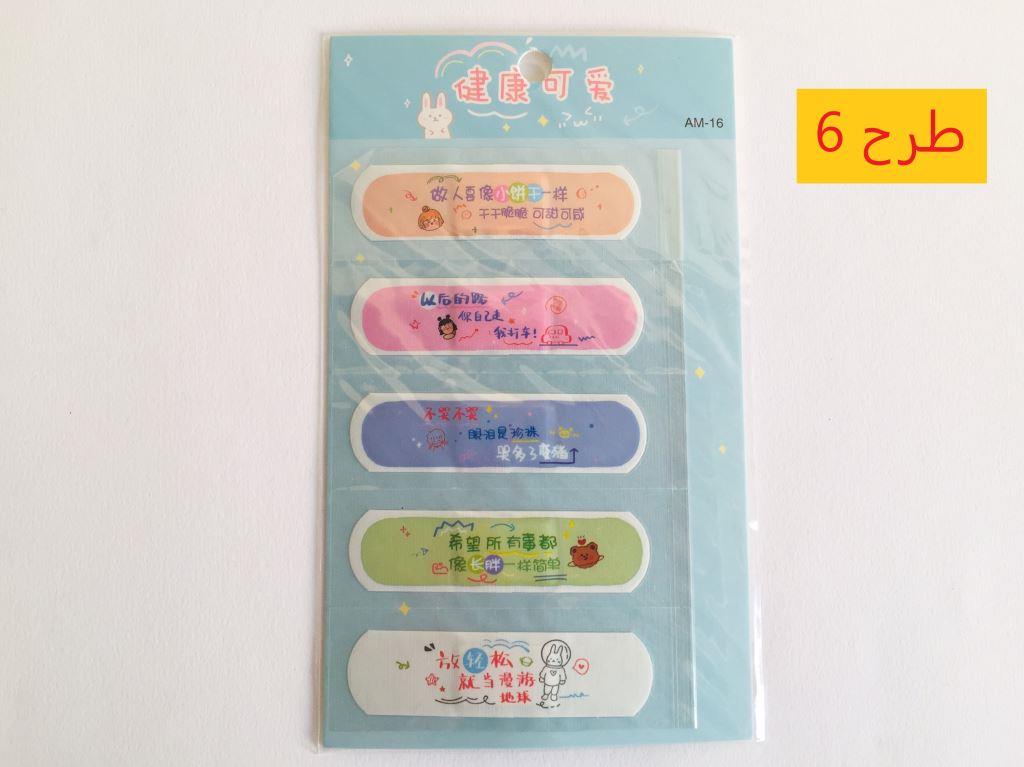 健康可爱
AM-16
طرح 6
做人要像小饼干一样
干干脆脆 可甜可咸
以后的路
你自己走
我打车!
不哭不哭
眼泪是珍珠
哭多了变猪
希望所有事都
像长胖一样简单
放轻松
就当漫游
地球